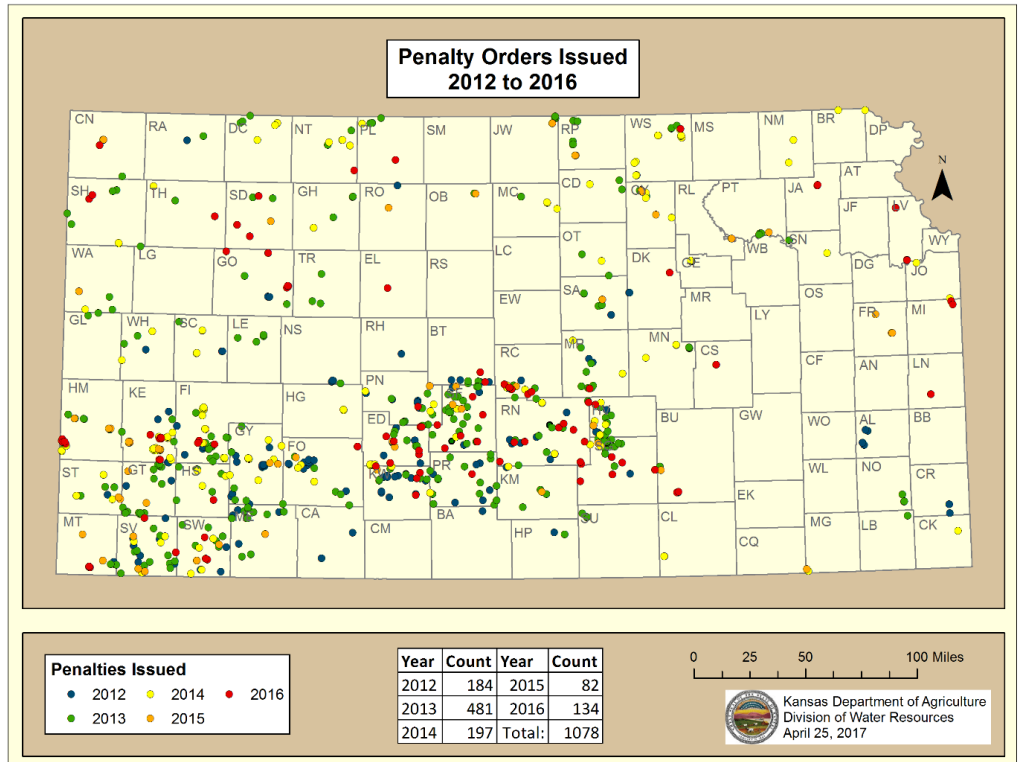 Penalty Orders Issued
2012 to 2016
CN
RA
DC
NT
PL
SM
JW
RP
WS
MS
NM
BR
DP
N
SH
TH
SD
GH
RO
OB
MC
CD
CY
RL
PT
JA
AT
JF
LV
WY
WA
LG
GO
TR
EL
RS
LC
OT
DK
GE
WB
SN
DG
JO
EW
SA
MR
OS
FR
MI
GL
WH
SC
LE
NS
RH
BT
RC
MP
MN
CS
LY
CF
AN
LN
HM
KE
FI
HG
PN
ED
SF
RN
HV
BU
GW
WO
AL
BB
GY
FO
ST
GT
HS
KW
PR
KM
SG
EK
WL
NO
CR
MT
SV
SW
ME
CA
CM
BA
HP
SU
CL
CQ
MG
LB
CK
Penalties Issued
2012 2014 2016
2013 2015
Year Count Year Count
2012 184 2015 82
2013 481 2016 134
2014 197 Total: 1078
0 25 50 100 Miles
Kansas Department of Agriculture
Division of Water Resources
April 25, 2017